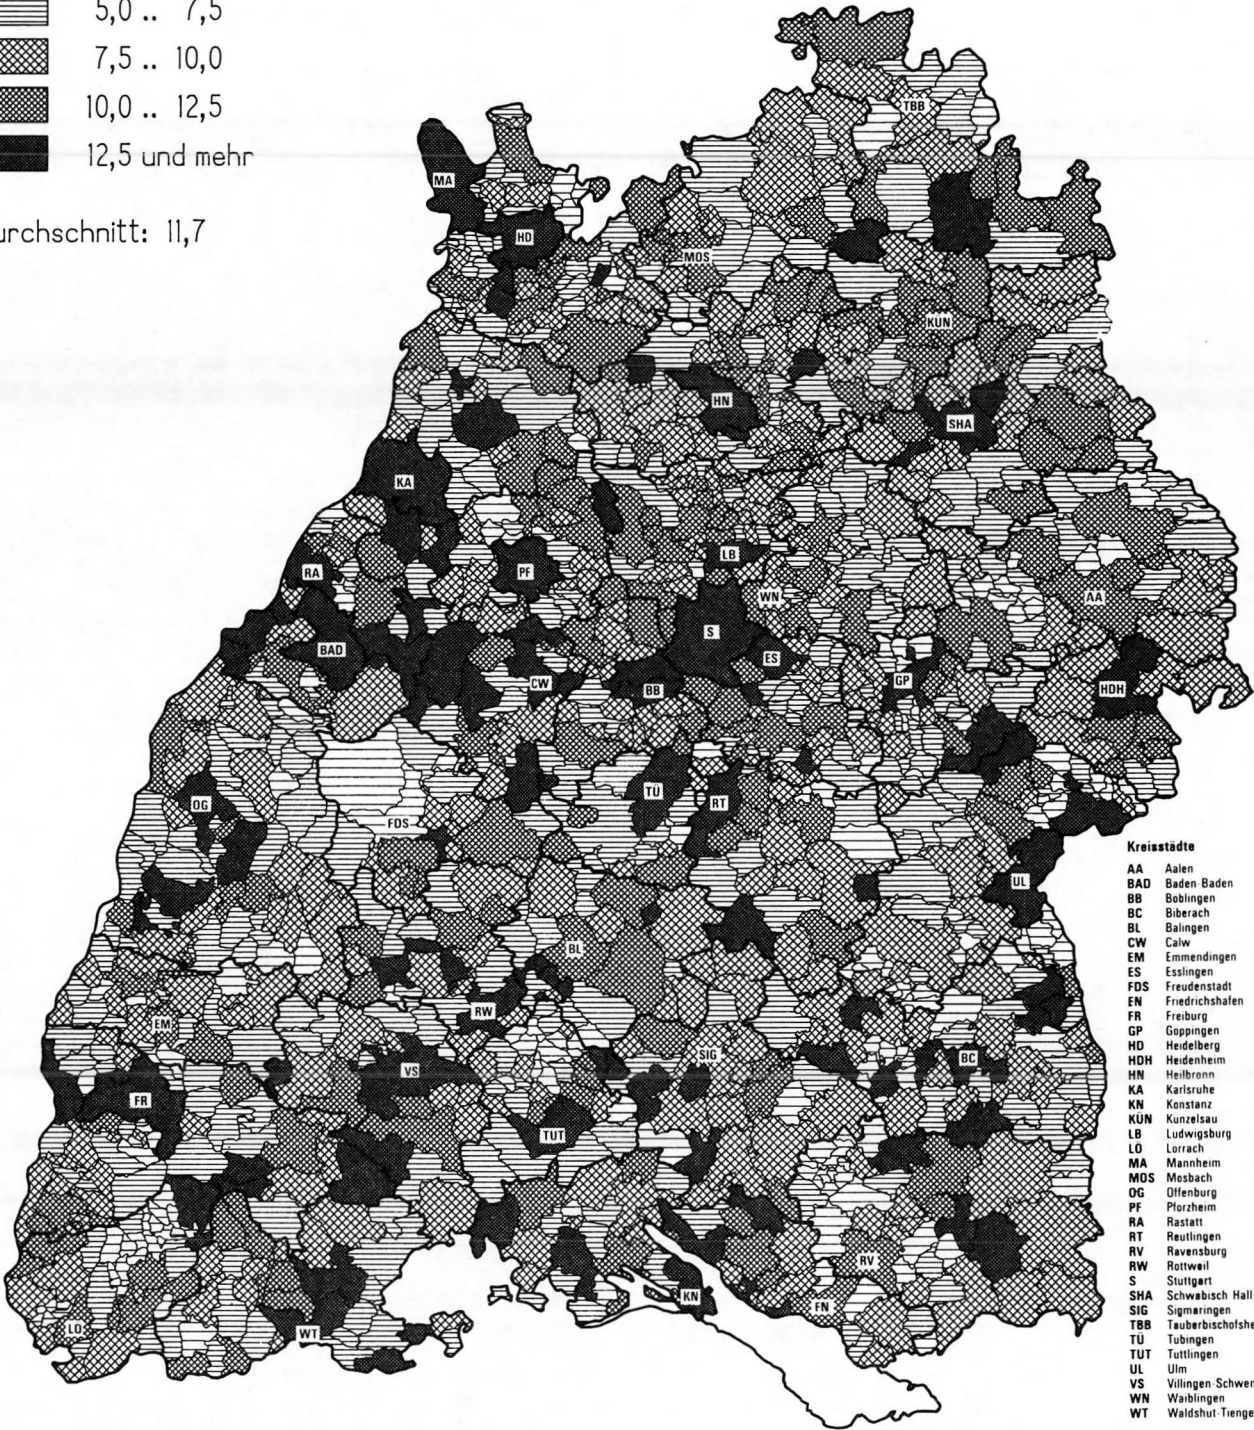 5,0 .. 7,5
7,5 .. 10,0
10,0 .. 12,5
12,5 und mehr
urchschnitt: 11,7
TBB
MA
HD
MOS
KÜN
HN
SHA
KA
LB
RA
PF
WN
AA
S
BAD
ES
CW
BB
GP
HDH
TÜ
RT
OG
FDS
UL
BL
RW
EM
SIG
BC
VS
FR
TUT
RV
KN
FN
LÖ
WT
Kreisstädte
AA Aalen
BAD Baden-Baden
BB Boblingen
BC Biberach
BL Balingen
CW Calw
EM Emmendingen
ES Esslingen
FDS Freudenstadt
FN Friedrichshafen
FR Freiburg
GP Goppingen
HD Heidelberg
HDH Heidenheim
HN Heilbronn
KA Karlsruhe
KN Konstanz
KÜN Kunzelsau
LB Ludwigsburg
LÖ Lorrach
MA Mannheim
MOS Mosbach
OG Offenburg
PF Pforzheim
RA Rastatt
RT Reutlingen
RV Ravensburg
RW Rottweil
S Stuttgart
SHA Schwabisch Hall
SIG Sigmaringen
TBB Tauberbischofshe
TÜ Tubingen
TUT Tuttlingen
UL Ulm
VS Villingen-Schwen
WN Waiblingen
WT Waldshut-Tienge